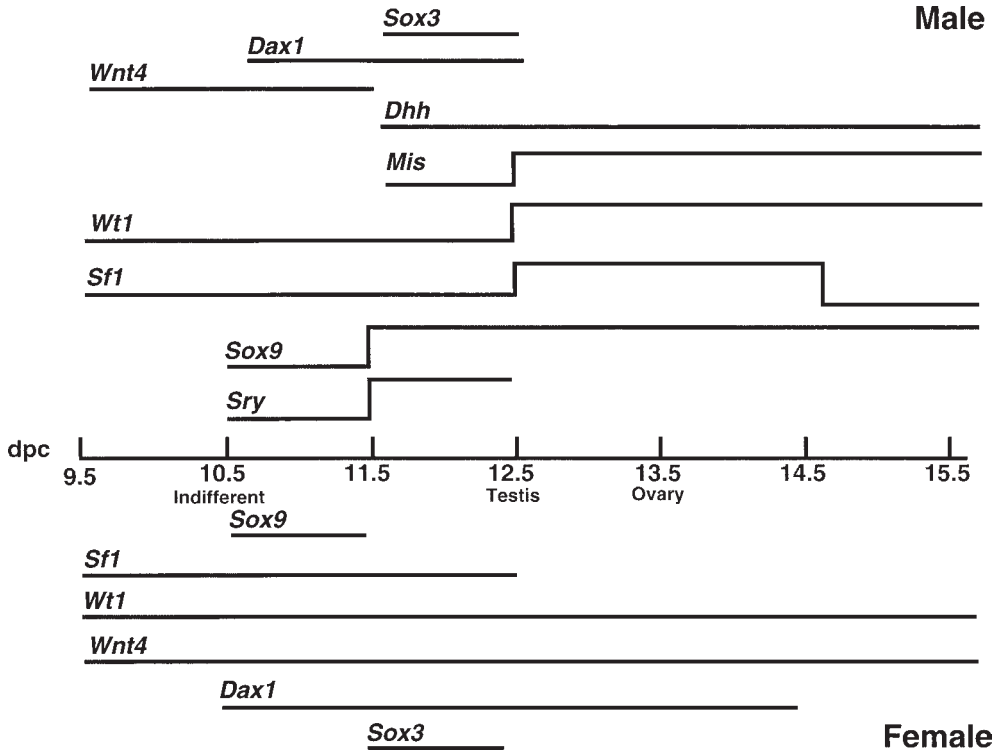 Male
Sox3
Dax1
Wnt4
Dhh
Mis
Wt1
Sf1
Sox9
Sry
dpc
9.5 10.5 11.5 12.5 13.5 14.5 15.5
Indifferent Testis Ovary
Sox9
Sf1
Wt1
Wnt4
Dax1
Sox3
Female